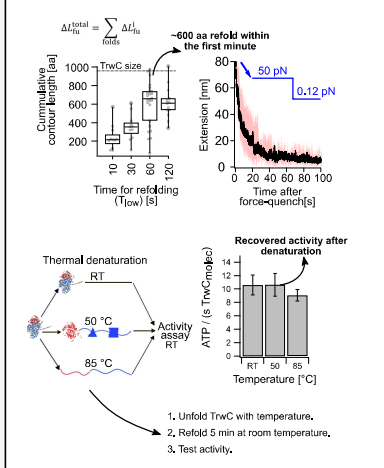 ΔL_fu^total = ∑_folds ΔL_fu^i
~600 aa refold within
the first minute
TrwC size
Cummulative
contour length [aa]
1000
800
600
400
200
10
30
60
120
Time for refolding
(T_low) [s]
50 pN
0.12 pN
Extension [nm]
80
60
40
20
0
0 20 40 60 80 100
Time after
force-quench[s]
Thermal denaturation
RT
50 °C
85 °C
Activity
assay
RT
Recovered activity after
denaturation
ATP / (s TrwCmolec)
14
12
10
8
6
4
2
0
RT 50 85
Temperature [°C]
1. Unfold TrwC with temperature.
2. Refold 5 min at room temperature.
3. Test activity.